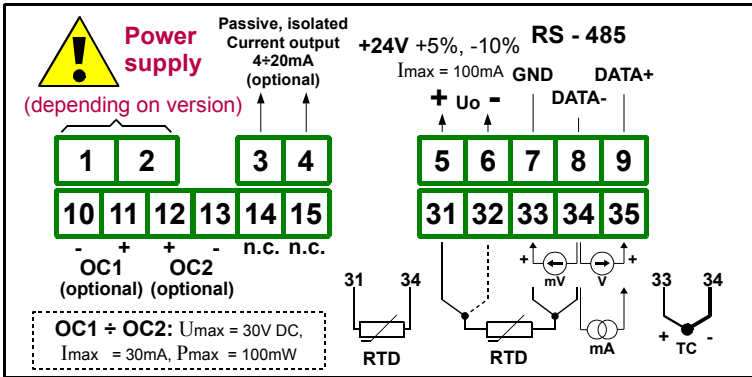 Power supply
(depending on version)
Passive, isolated
Current output
4÷20mA
(optional)
+24V +5%, -10%
Imax = 100mA
+ Uo -
RS - 485
GND
DATA-
DATA+
1 2 3 4 5 6 7 8 9
10 11 12 13 14 15 31 32 33 34 35
- + + - n.c. n.c.
OC1
(optional)
OC2
(optional)
OC1 ÷ OC2: Umax = 30V DC,
Imax = 30mA, Pmax = 100mW
31 34
RTD
RTD
+ mV V +
mA
33 34
+ TC -